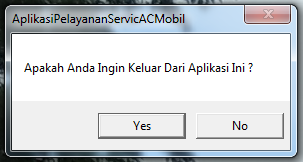 AplikasiPelayananServicACMobil
Apakah Anda Ingin Keluar Dari Aplikasi Ini ?
Yes
No